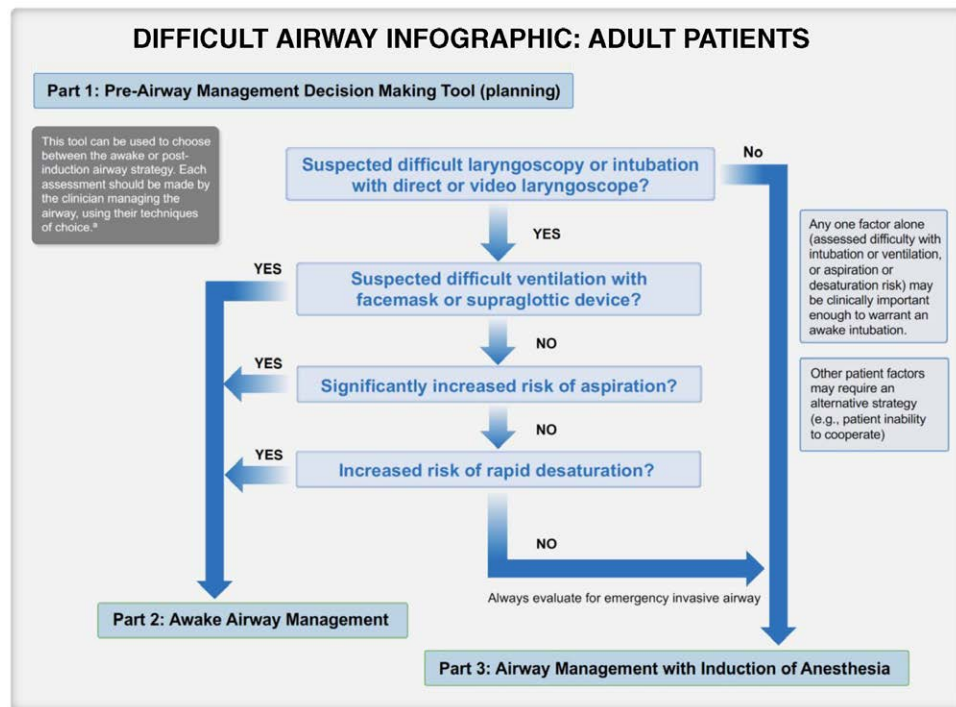 DIFFICULT AIRWAY INFOGRAPHIC: ADULT PATIENTS
Part 1: Pre-Airway Management Decision Making Tool (planning)
This tool can be used to choose
between the awake or post-
induction airway strategy. Each
assessment should be made by
the clinician managing the
airway, using their techniques
of choice.ª
Suspected difficult laryngoscopy or intubation
with direct or video laryngoscope?
No
YES
Any one factor alone
(assessed difficulty with
intubation or ventilation,
or aspiration or
desaturation risk) may
be clinically important
enough to warrant an
awake intubation.
YES
Suspected difficult ventilation with
facemask or supraglottic device?
NO
YES
Significantly increased risk of aspiration?
Other patient factors
may require an
alternative strategy
(e.g., patient inability
to cooperate)
NO
YES
Increased risk of rapid desaturation?
NO
Always evaluate for emergency invasive airway
Part 2: Awake Airway Management
Part 3: Airway Management with Induction of Anesthesia